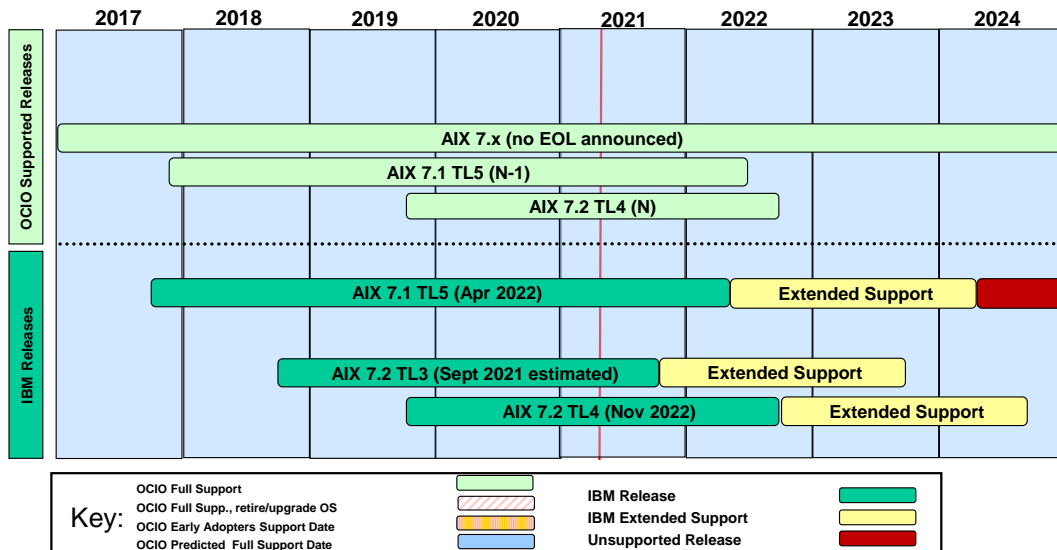 2017 2018 2019 2020 2021 2022 2023 2024
OCIO Supported Releases
AIX 7.x (no EOL announced)
AIX 7.1 TL5 (N-1)
AIX 7.2 TL4 (N)
IBM Releases
AIX 7.1 TL5 (Apr 2022) Extended Support
AIX 7.2 TL3 (Sept 2021 estimated) Extended Support
AIX 7.2 TL4 (Nov 2022) Extended Support
Key:
OCIO Full Support
OCIO Full Supp., retire/upgrade OS
OCIO Early Adopters Support Date
OCIO Predicted Full Support Date
IBM Release
IBM Extended Support
Unsupported Release